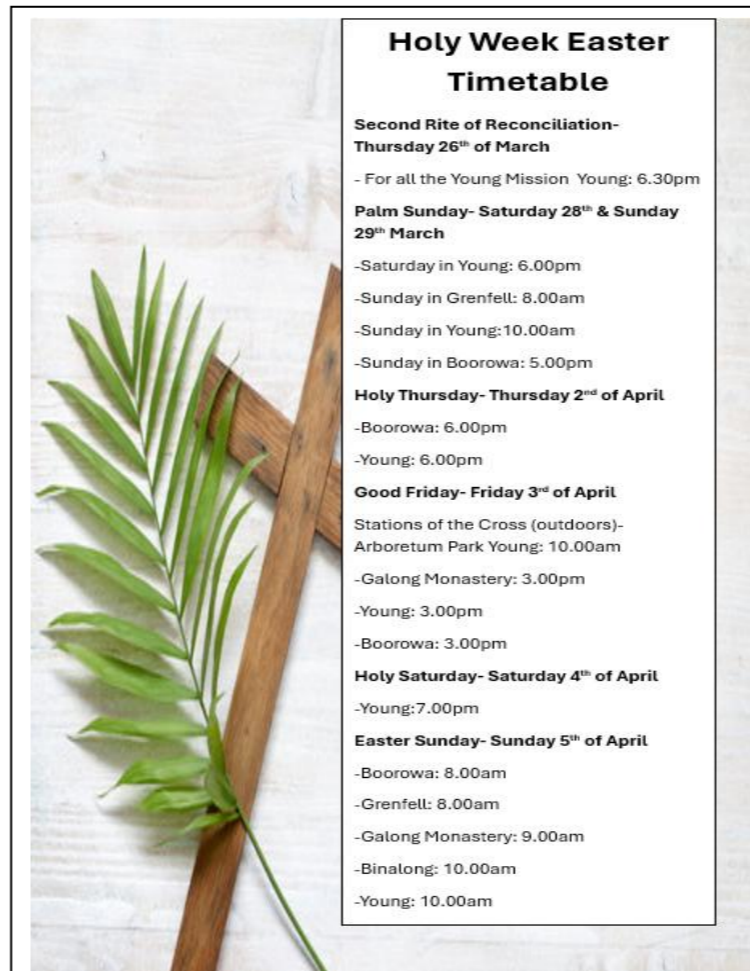 Holy Week Easter
Timetable
Second Rite of Reconciliation-
Thursday 26th of March
- For all the Young Mission Young: 6.30pm
Palm Sunday- Saturday 28th & Sunday
29th March
-Saturday in Young: 6.00pm
-Sunday in Grenfell: 8.00am
-Sunday in Young:10.00am
-Sunday in Boorowa: 5.00pm
Holy Thursday- Thursday 2nd of April
-Boorowa: 6.00pm
-Young: 6.00pm
Good Friday- Friday 3rd of April
Stations of the Cross (outdoors)-
Arboretum Park Young: 10.00am
-Galong Monastery: 3.00pm
-Young: 3.00pm
-Boorowa: 3.00pm
Holy Saturday- Saturday 4th of April
-Young:7.00pm
Easter Sunday- Sunday 5th of April
-Boorowa: 8.00am
-Grenfell: 8.00am
-Galong Monastery: 9.00am
-Binalong: 10.00am
-Young: 10.00am